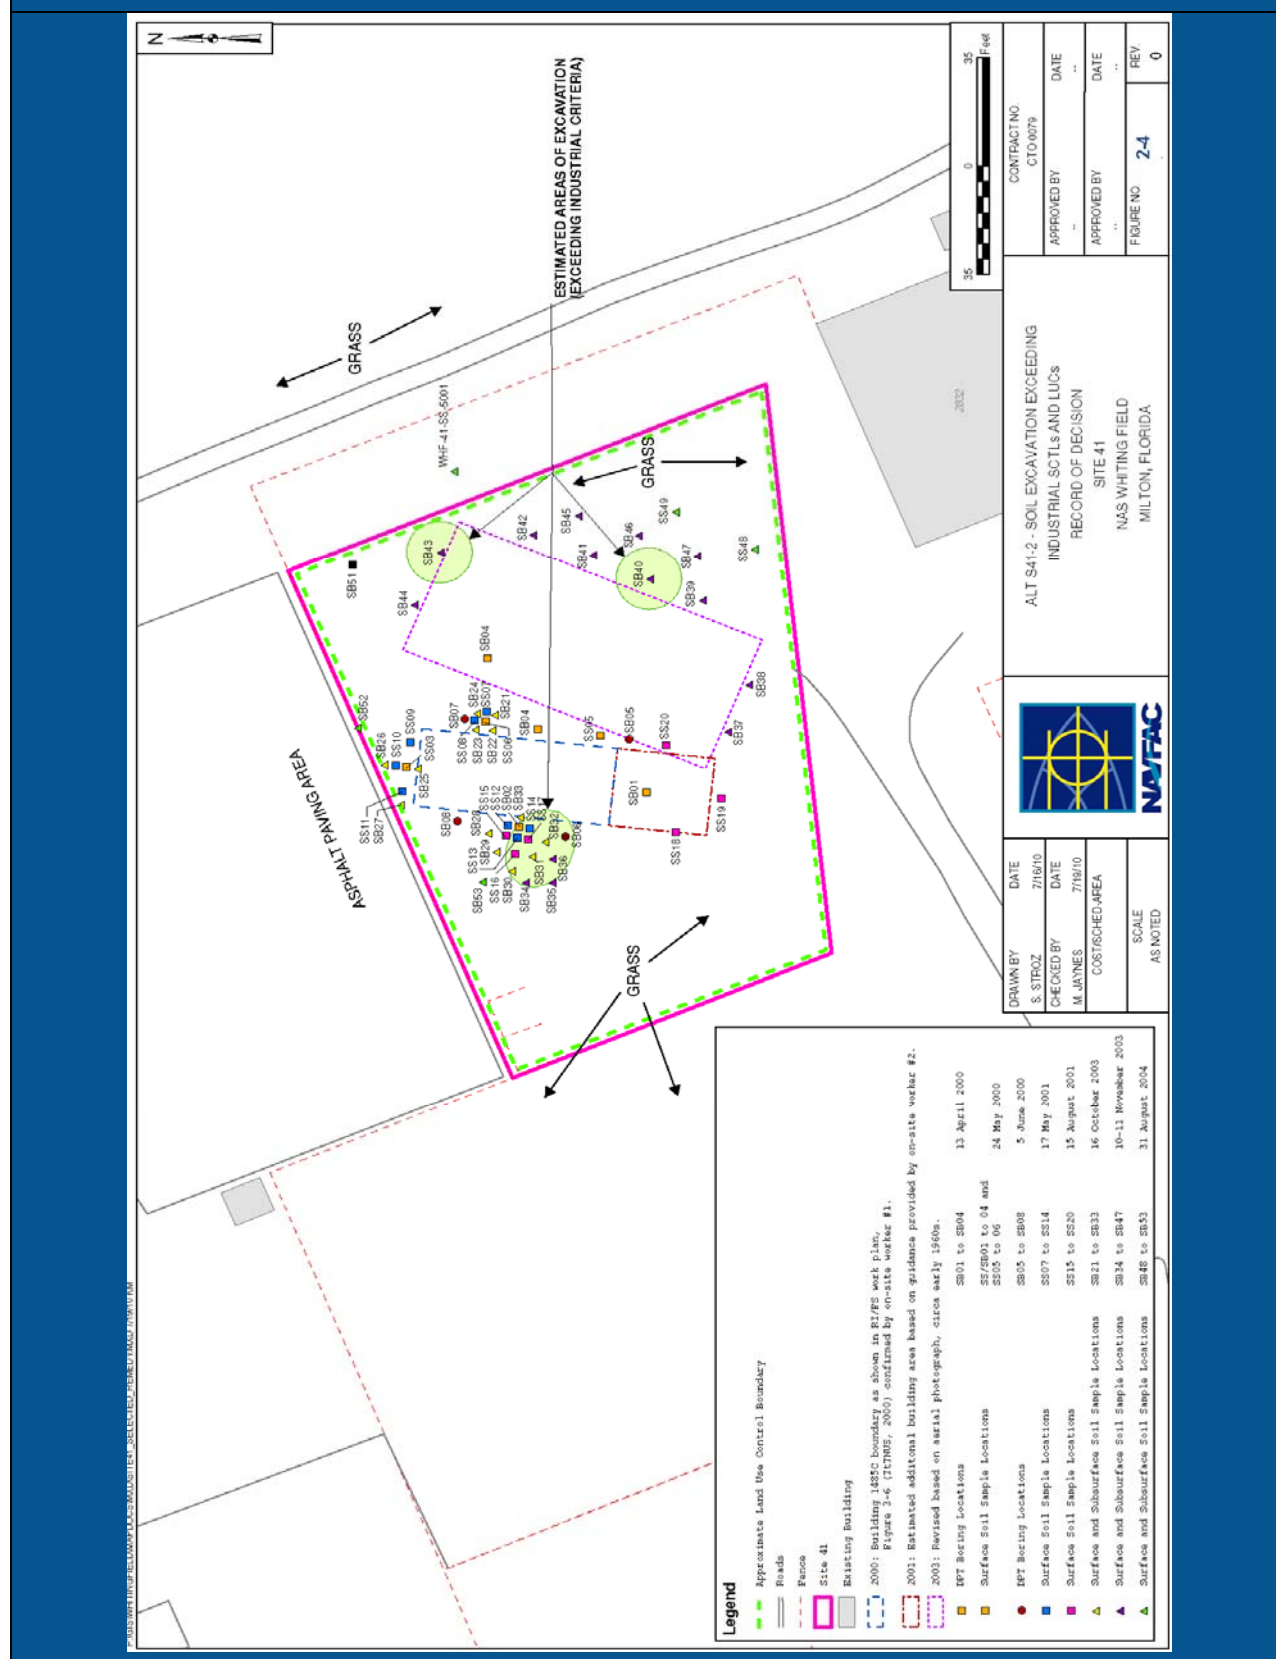 N
ASPHALT PAVING AREA
GRASS
GRASS
GRASS
ESTIMATED AREAS OF EXCAVATION
(EXCEEDING INDUSTRIAL CRITERIA)
WHF-41-SS-5001
SB51
SB52
SB43
SB44
SB42
SB45
SB41
SB46
SB40
SB47
SS49
SS48
SB39
SB38
SB37
SB04
SB07
SB24
SS07
SB21
SS08
SB23
SB22
SS06
SB04
SS05
SB05
SS20
SB26
SS10
SS09
SS03
SB25
SS11
SB27
SB08
SS15
SS12
SB02
SB33
SS14
SB28
SS13
SB29
SS16
SB30
SB53
SB34
SB31
SB32
SB35
SB36
SB06
SB01
SS18
SS19
2832
35
0
35
Feet
Legend
Approximate Land Use Control Boundary
Roads
Fence
Site 41
Existing Building
2000: Building 1485C boundary as shown in RI/FS work plan,
Figure 3-6 (TtNUS, 2000) confirmed by on-site worker #1.
2001: Estimated additonal building area based on guidance provided by on-site worker #2.
2003: Revised based on aerial photograph, circa early 1960s.
DPT Boring Locations SB01 to SB04 13 April 2000
Surface Soil Sample Locations SS/SB01 to 04 and 24 May 2000
SS05 to 06
DPT Boring Locations SB05 to SB08 5 June 2000
Surface Soil Sample Locations SS07 to SS14 17 May 2001
Surface Soil Sample Locations SS15 to SS20 15 August 2001
Surface and Subsurface Soil Sample Locations SB21 to SB33 16 October 2003
Surface and Subsurface Soil Sample Locations SB34 to SB47 10-11 November 2003
Surface and Subsurface Soil Sample Locations SB48 to SB53 31 August 2004
DRAWN BY DATE
S. STROZ 7/16/10
CHECKED BY DATE
M. JAYNES 7/19/10
COST/SCHED-AREA
SCALE
AS NOTED
NAVFAC
ALT S41-2 - SOIL EXCAVATION EXCEEDING
INDUSTRIAL SCTLs AND LUCs
RECORD OF DECISION
SITE 41
NAS WHITING FIELD
MILTON, FLORIDA
CONTRACT NO.
CTO 0079
APPROVED BY DATE
-- --
APPROVED BY DATE
-- --
FIGURE NO. 2-4
REV. 0